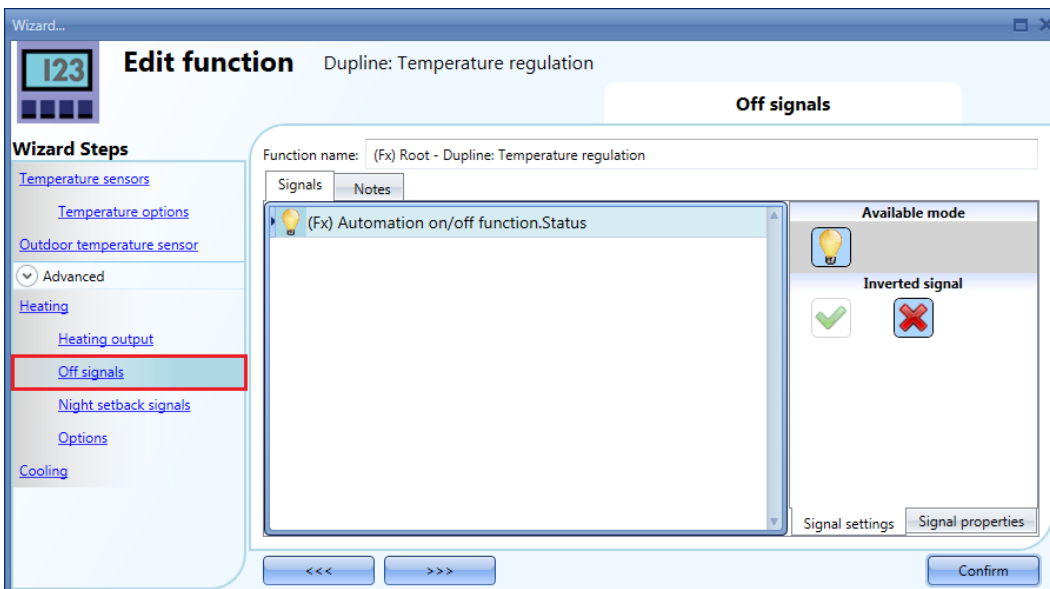 Wizard...
123
Edit function Dupline: Temperature regulation
Off signals
Wizard Steps
Temperature sensors
Temperature options
Outdoor temperature sensor
Advanced
Heating
Heating output
Off signals
Night setback signals
Options
Cooling
Function name: (Fx) Root - Dupline: Temperature regulation
Signals Notes
(Fx) Automation on/off function.Status
Available mode
Inverted signal
Signal settings Signal properties
<<< >>> Confirm